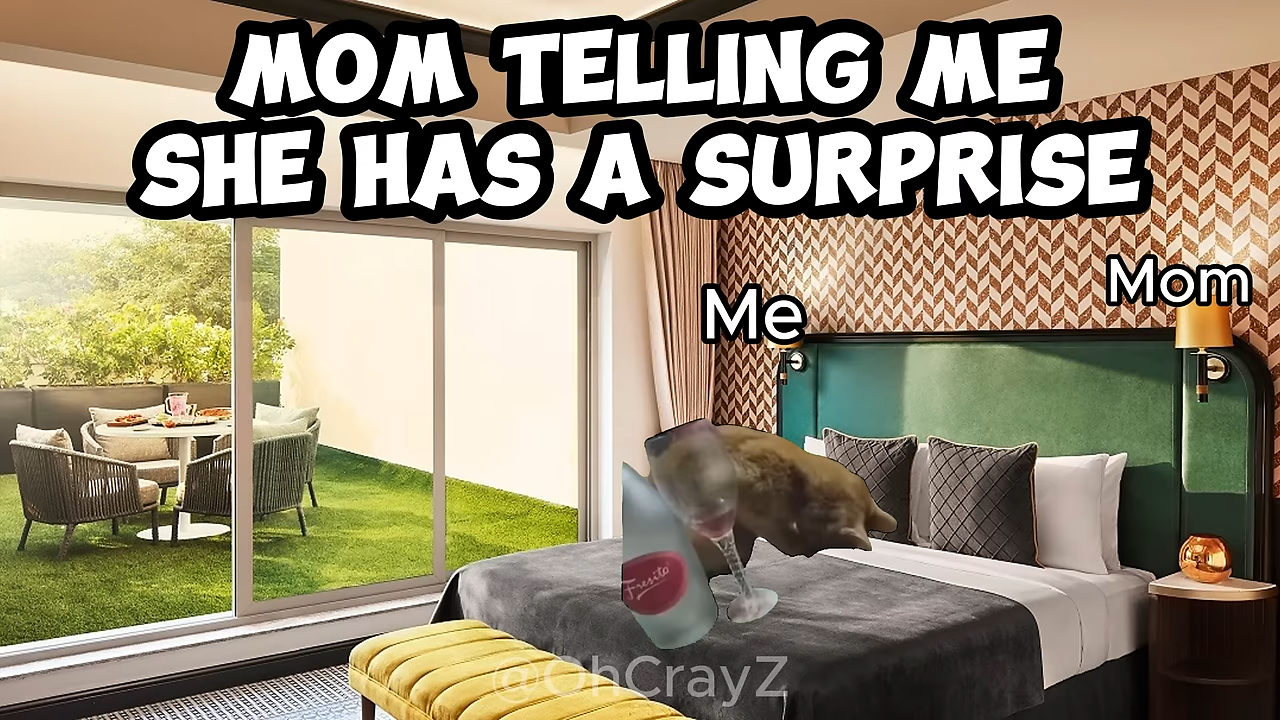 MOM TELLING ME
SHE HAS A SURPRISE
Me
Mom
Fresita
@OhCrayZ